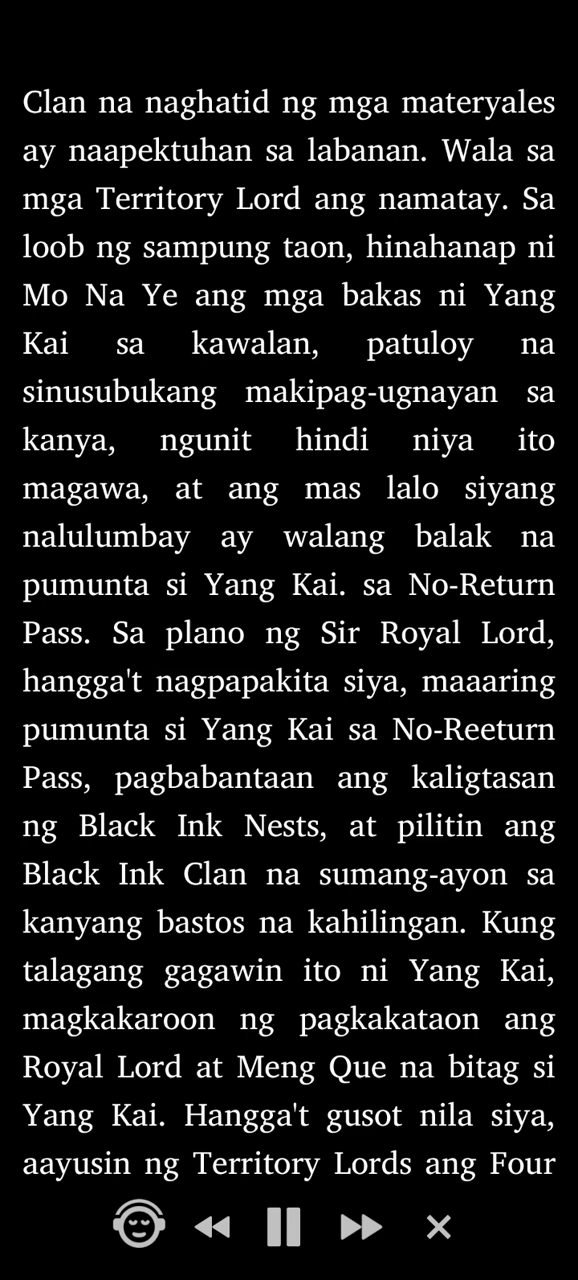 Clan na naghatid ng mga materyales
ay naapektuhan sa labanan. Wala sa
mga Territory Lord ang namatay. Sa
loob ng sampung taon, hinahanap ni
Mo Na Ye ang mga bakas ni Yang
Kai sa kawalan, patuloy na
sinusubukang makipag-ugnayan sa
kanya, ngunit hindi niya ito
magawa, at ang mas lalo siyang
nalulumbay ay walang balak na
pumunta si Yang Kai. sa No-Return
Pass. Sa plano ng Sir Royal Lord,
hangga't nagpapakita siya, maaaring
pumunta si Yang Kai sa No-Reeturn
Pass, pagbabantaan ang kaligtasan
ng Black Ink Nests, at pilitin ang
Black Ink Clan na sumang-ayon sa
kanyang bastos na kahilingan. Kung
talagang gagawin ito ni Yang Kai,
magkakaroon ng pagkakataon ang
Royal Lord at Meng Que na bitag si
Yang Kai. Hangga't gusot nila siya,
aayusin ng Territory Lords ang Four